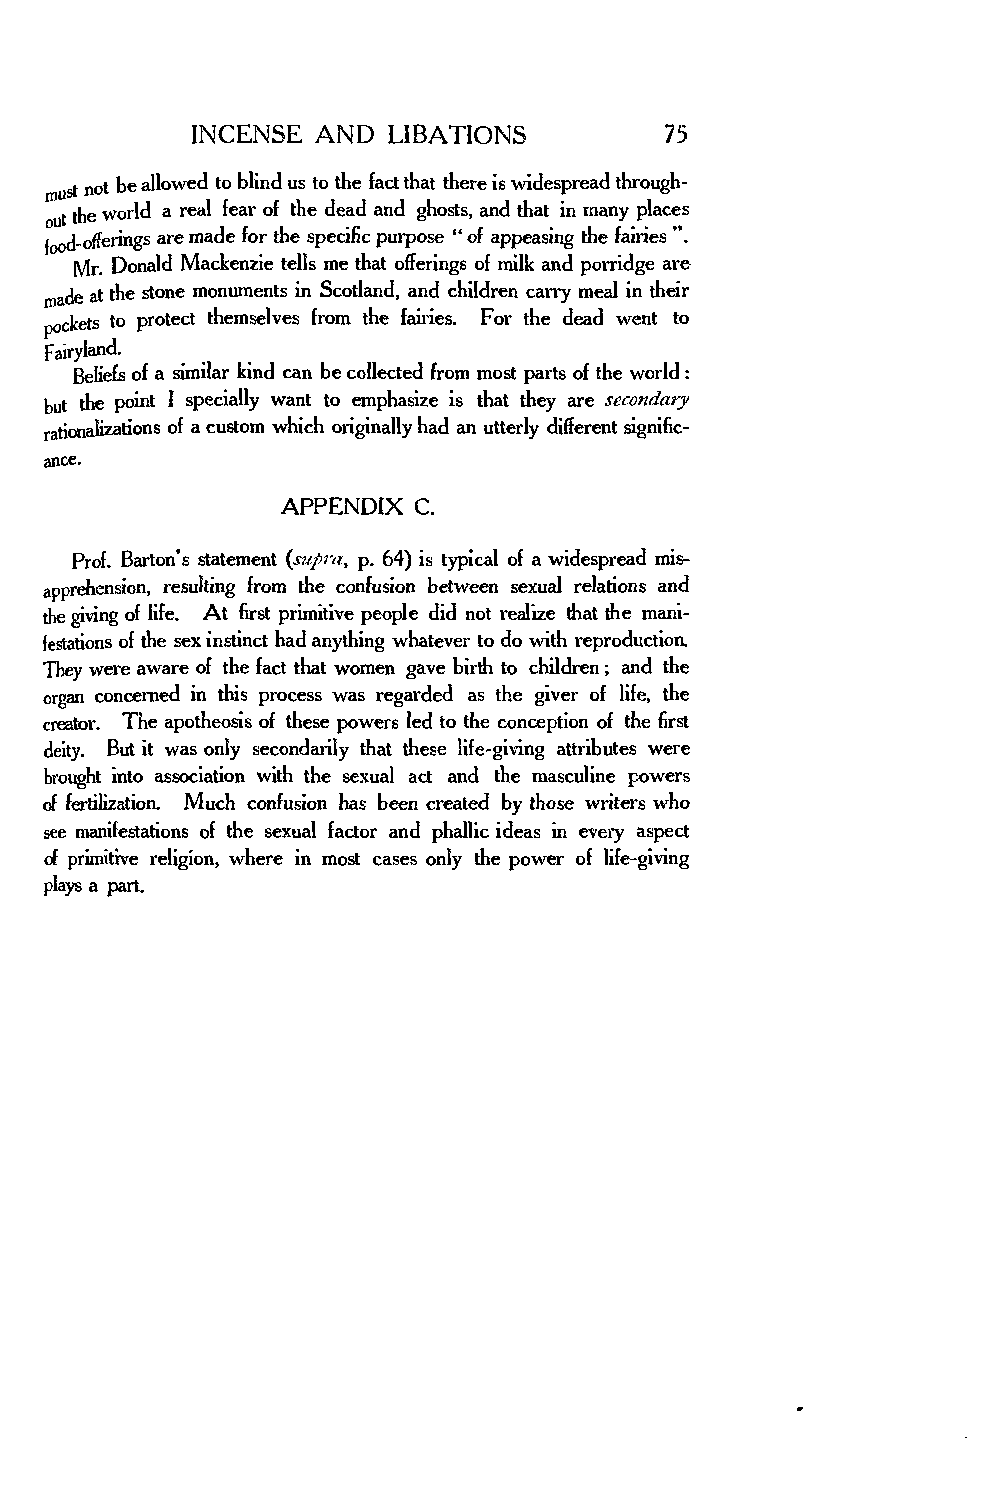 INCENSE AND LIBATIONS 75
must not be allowed to blind us to the fact that there is widespread through-
out the world a real fear of the dead and ghosts, and that in many places
food-offerings are made for the specific purpose “of appeasing the fairies”.
Mr. Donald Mackenzie tells me that offerings of milk and porridge are
made at the stone monuments in Scotland, and children carry meal in their
pockets to protect themselves from the fairies. For the dead went to
Fairyland.
Beliefs of a similar kind can be collected from most parts of the world:
but the point I specially want to emphasize is that they are secondary
rationalizations of a custom which originally had an utterly different signific-
ance.
APPENDIX C.
Prof. Barton's statement (supra, p. 64) is typical of a widespread mis-
apprehension, resulting from the confusion between sexual relations and
the giving of life. At first primitive people did not realize that the mani-
festations of the sex instinct had anything whatever to do with reproduction.
They were aware of the fact that women gave birth to children; and the
organ concerned in this process was regarded as the giver of life, the
creator. The apotheosis of these powers led to the conception of the first
deity. But it was only secondarily that these life-giving attributes were
brought into association with the sexual act and the masculine powers
of fertilization. Much confusion has been created by those writers who
see manifestations of the sexual factor and phallic ideas in every aspect
of primitive religion, where in most cases only the power of life-giving
plays a part.